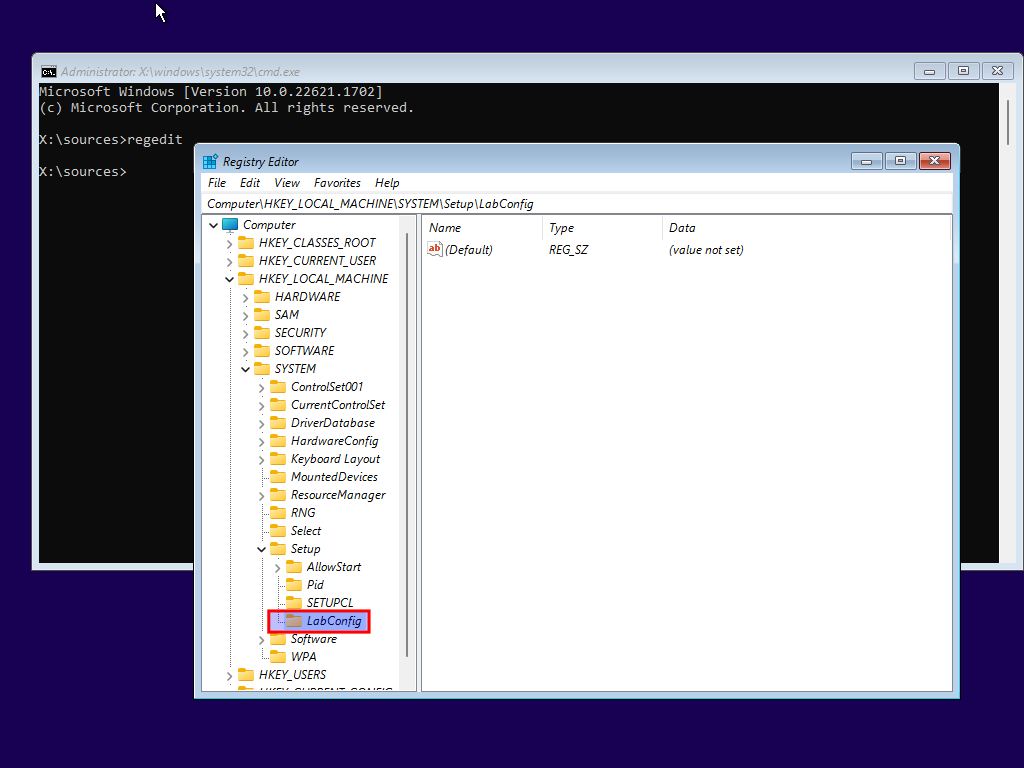 Administrator: X:\windows\system32\cmd.exe
Microsoft Windows [Version 10.0.22621.1702]
(c) Microsoft Corporation. All rights reserved.
X:\sources>regedit
X:\sources>
Registry Editor
File Edit View Favorites Help
Computer\HKEY_LOCAL_MACHINE\SYSTEM\Setup\LabConfig
Computer
HKEY_CLASSES_ROOT
HKEY_CURRENT_USER
HKEY_LOCAL_MACHINE
HARDWARE
SAM
SECURITY
SOFTWARE
SYSTEM
ControlSet001
CurrentControlSet
DriverDatabase
HardwareConfig
Keyboard Layout
MountedDevices
ResourceManager
RNG
Select
Setup
AllowStart
Pid
SETUPCL
LabConfig
Software
WPA
HKEY_USERS
HKEY_CURRENT_CONFIG
Name Type Data
(Default) REG_SZ (value not set)